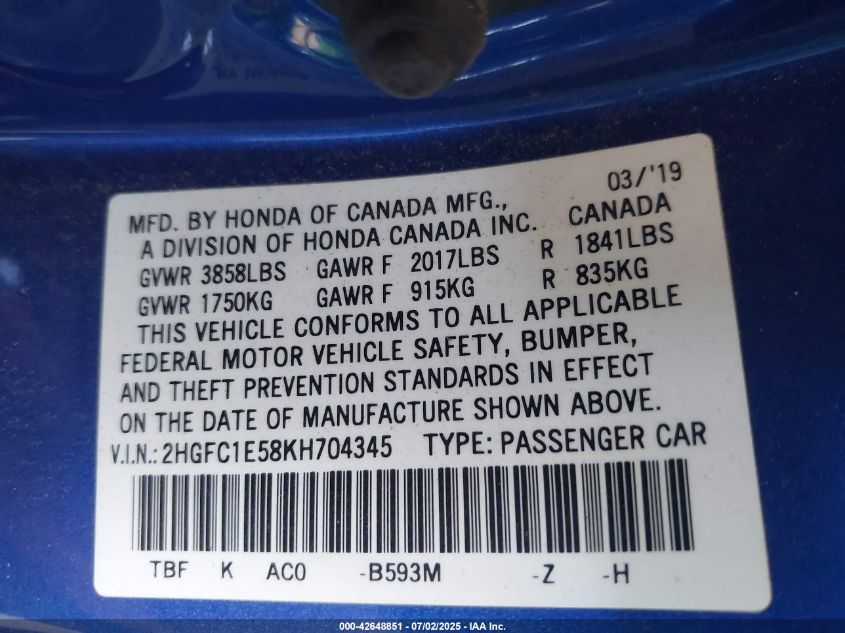 03/'19
MFD. BY HONDA OF CANADA MFG.,
A DIVISION OF HONDA CANADA INC. CANADA
GVWR 3858LBS GAWR F 2017LBS R 1841LBS
GVWR 1750KG GAWR F 915KG R 835KG
THIS VEHICLE CONFORMS TO ALL APPLICABLE
FEDERAL MOTOR VEHICLE SAFETY, BUMPER,
AND THEFT PREVENTION STANDARDS IN EFFECT
ON THE DATE OF MANUFACTURE SHOWN ABOVE.
V.I.N.: 2HGFC1E58KH704345 TYPE: PASSENGER CAR
TBF K AC0 -B593M -Z -H
000-42648851 - 07/02/2025 - IAA Inc.